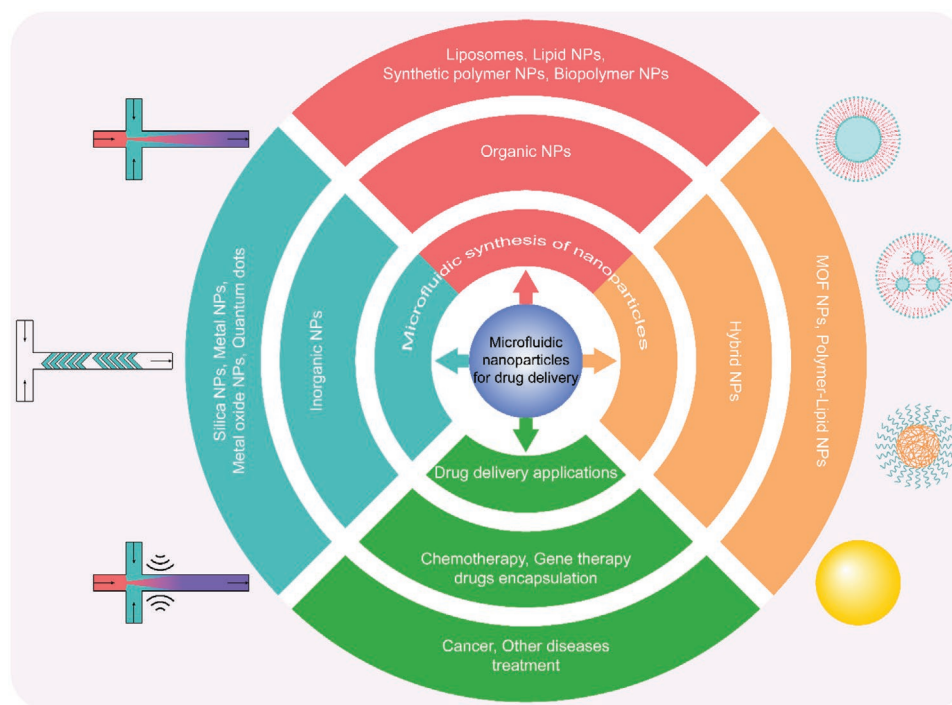 Liposomes, Lipid NPs,
Synthetic polymer NPs, Biopolymer NPs
Organic NPs
Microfluidic synthesis of nanoparticles
Silica NPs, Metal NPs,
Metal oxide NPs, Quantum dots
Inorganic NPs
Microfluidic
nanoparticles
for drug delivery
Hybrid NPs
MOF NPs, Polymer-Lipid NPs
Drug delivery applications
Chemotherapy, Gene therapy
drugs encapsulation
Cancer, Other diseases
treatment